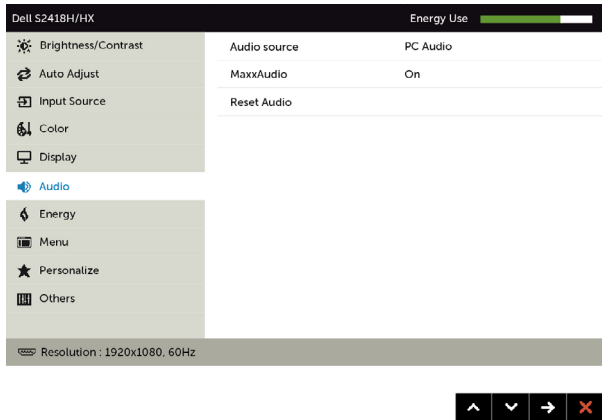 Dell S2418H/HX Energy Use
Brightness/Contrast
Auto Adjust
Input Source
Color
Display
Audio
Energy
Menu
Personalize
Others
Audio source PC Audio
MaxxAudio On
Reset Audio
Resolution : 1920x1080, 60Hz